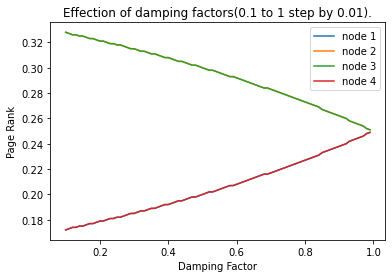 Effection of damping factors(0.1 to 1 step by 0.01).
node 1
node 2
node 3
node 4
0.32
0.30
0.28
0.26
0.24
0.22
0.20
0.18
Page Rank
0.2
0.4
0.6
0.8
1.0
Damping Factor